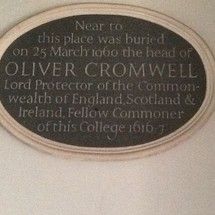 Near to
this place was buried
on 25 March 1960 the head of
OLIVER CROMWELL
Lord Protector of the Common-
wealth of England, Scotland &
Ireland, Fellow Commoner
of this College 1616-7